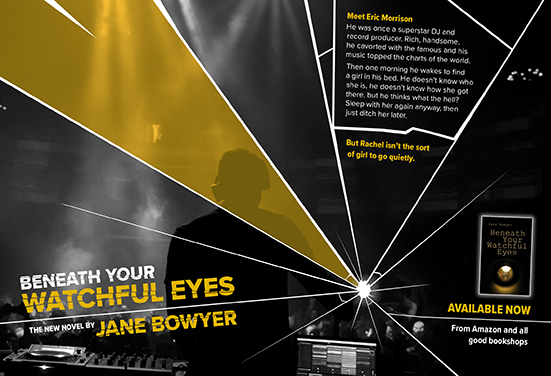 Meet Eric Morrison
He was once a superstar DJ and
record producer. Rich, handsome,
he cavorted with the famous and his
music topped the charts of the world.
Then one morning he wakes to find
a girl in his bed. He doesn't know who
she is, he doesn't know how she got
there, but he thinks what the hell?
Sleep with her again anyway, then
just ditch her later.
But Rachel isn't the sort
of girl to go quietly.
BENEATH YOUR
WATCHFUL EYES
THE NEW NOVEL BY JANE BOWYER
Jane Bowyer
Beneath
Your
Watchful
Eyes
AVAILABLE NOW
From Amazon and all
good bookshops